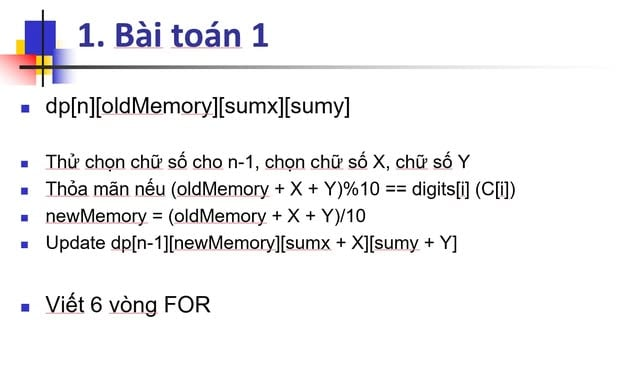 1. Bài toán 1
dp[n][oldMemory][sumx][sumy]
Thử chọn chữ số cho n-1, chọn chữ số X, chữ số Y
Thỏa mãn nếu (oldMemory + X + Y)%10 == digits[i] (C[i])
newMemory = (oldMemory + X + Y)/10
Update dp[n-1][newMemory][sumx + X][sumy + Y]
Viết 6 vòng FOR